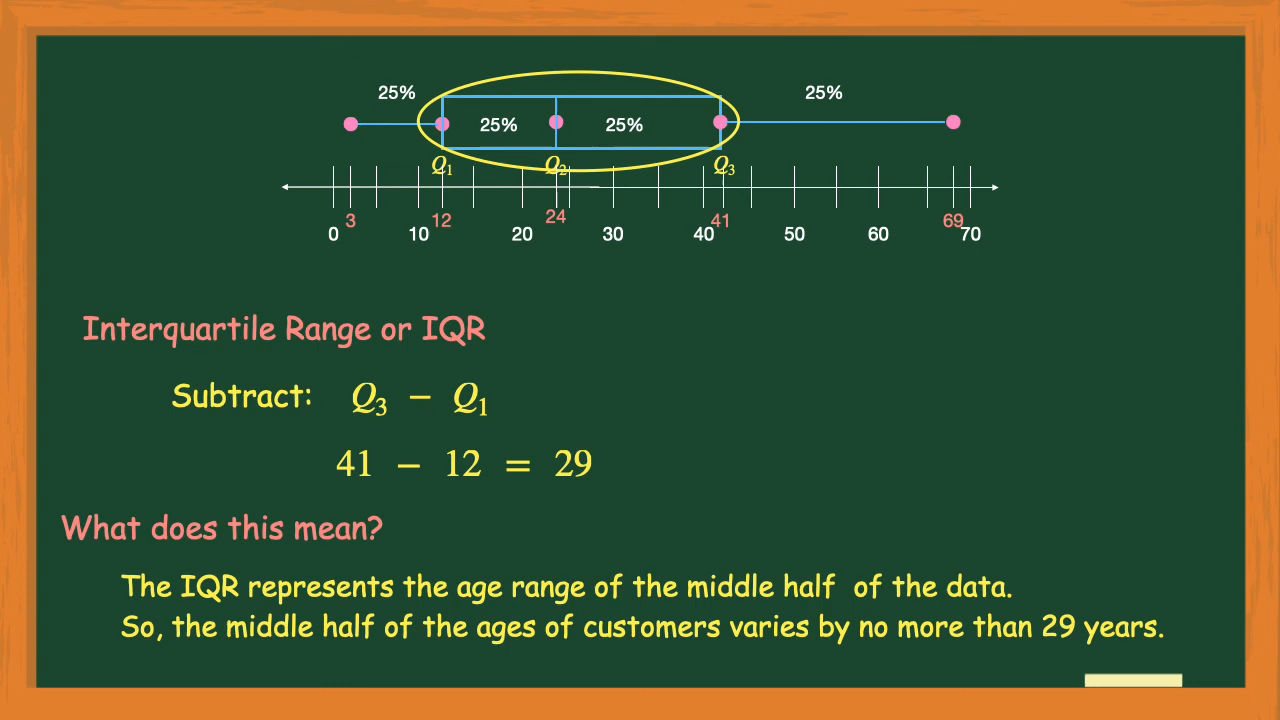 25% 25%
25% 25%
Q₁ Q₂ Q₃
3 12 24 41 69
0 10 20 30 40 50 60 70
Interquartile Range or IQR
Subtract: Q₃ − Q₁
41 − 12 = 29
What does this mean?
The IQR represents the age range of the middle half of the data.
So, the middle half of the ages of customers varies by no more than 29 years.